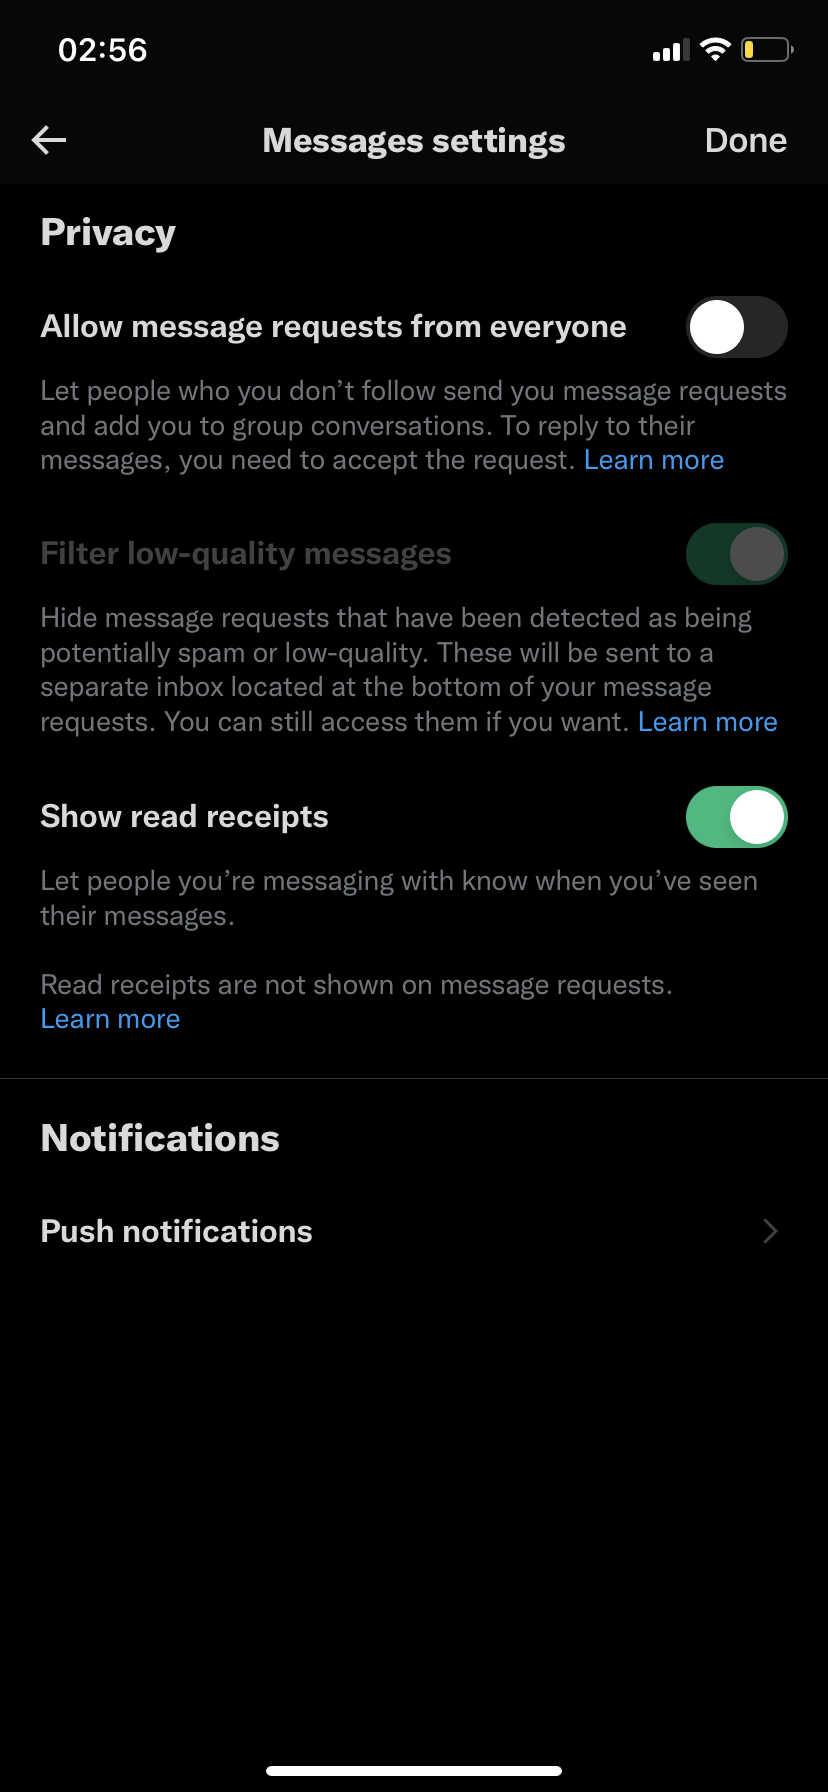 02:56
Messages settings
Done
Privacy
Allow message requests from everyone
Let people who you don’t follow send you message requests
and add you to group conversations. To reply to their
messages, you need to accept the request. Learn more
Filter low-quality messages
Hide message requests that have been detected as being
potentially spam or low-quality. These will be sent to a
separate inbox located at the bottom of your message
requests. You can still access them if you want. Learn more
Show read receipts
Let people you’re messaging with know when you’ve seen
their messages.
Read receipts are not shown on message requests.
Learn more
Notifications
Push notifications